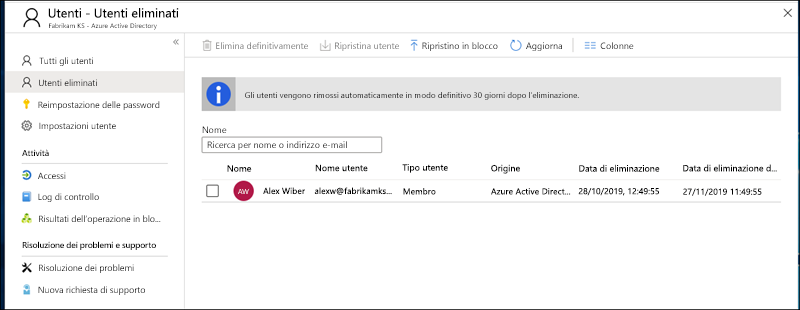 Utenti - Utenti eliminati
Fabrikam KS - Azure Active Directory
Tutti gli utenti
Utenti eliminati
Reimpostazione delle password
Impostazioni utente
Attività
Accessi
Log di controllo
Risultati dell'operazione in blo...
Risoluzione dei problemi e supporto
Risoluzione dei problemi
Nuova richiesta di supporto
Elimina definitivamente Ripristina utente Ripristino in blocco Aggiorna Colonne
Gli utenti vengono rimossi automaticamente in modo definitivo 30 giorni dopo l'eliminazione.
Nome
Ricerca per nome o indirizzo e-mail
Nome Nome utente Tipo utente Origine Data di eliminazione Data di eliminazione d...
AW Alex Wiber alexw@fabrikamks... Membro Azure Active Direct... 28/10/2019, 12:49:55 27/11/2019 11:49:55